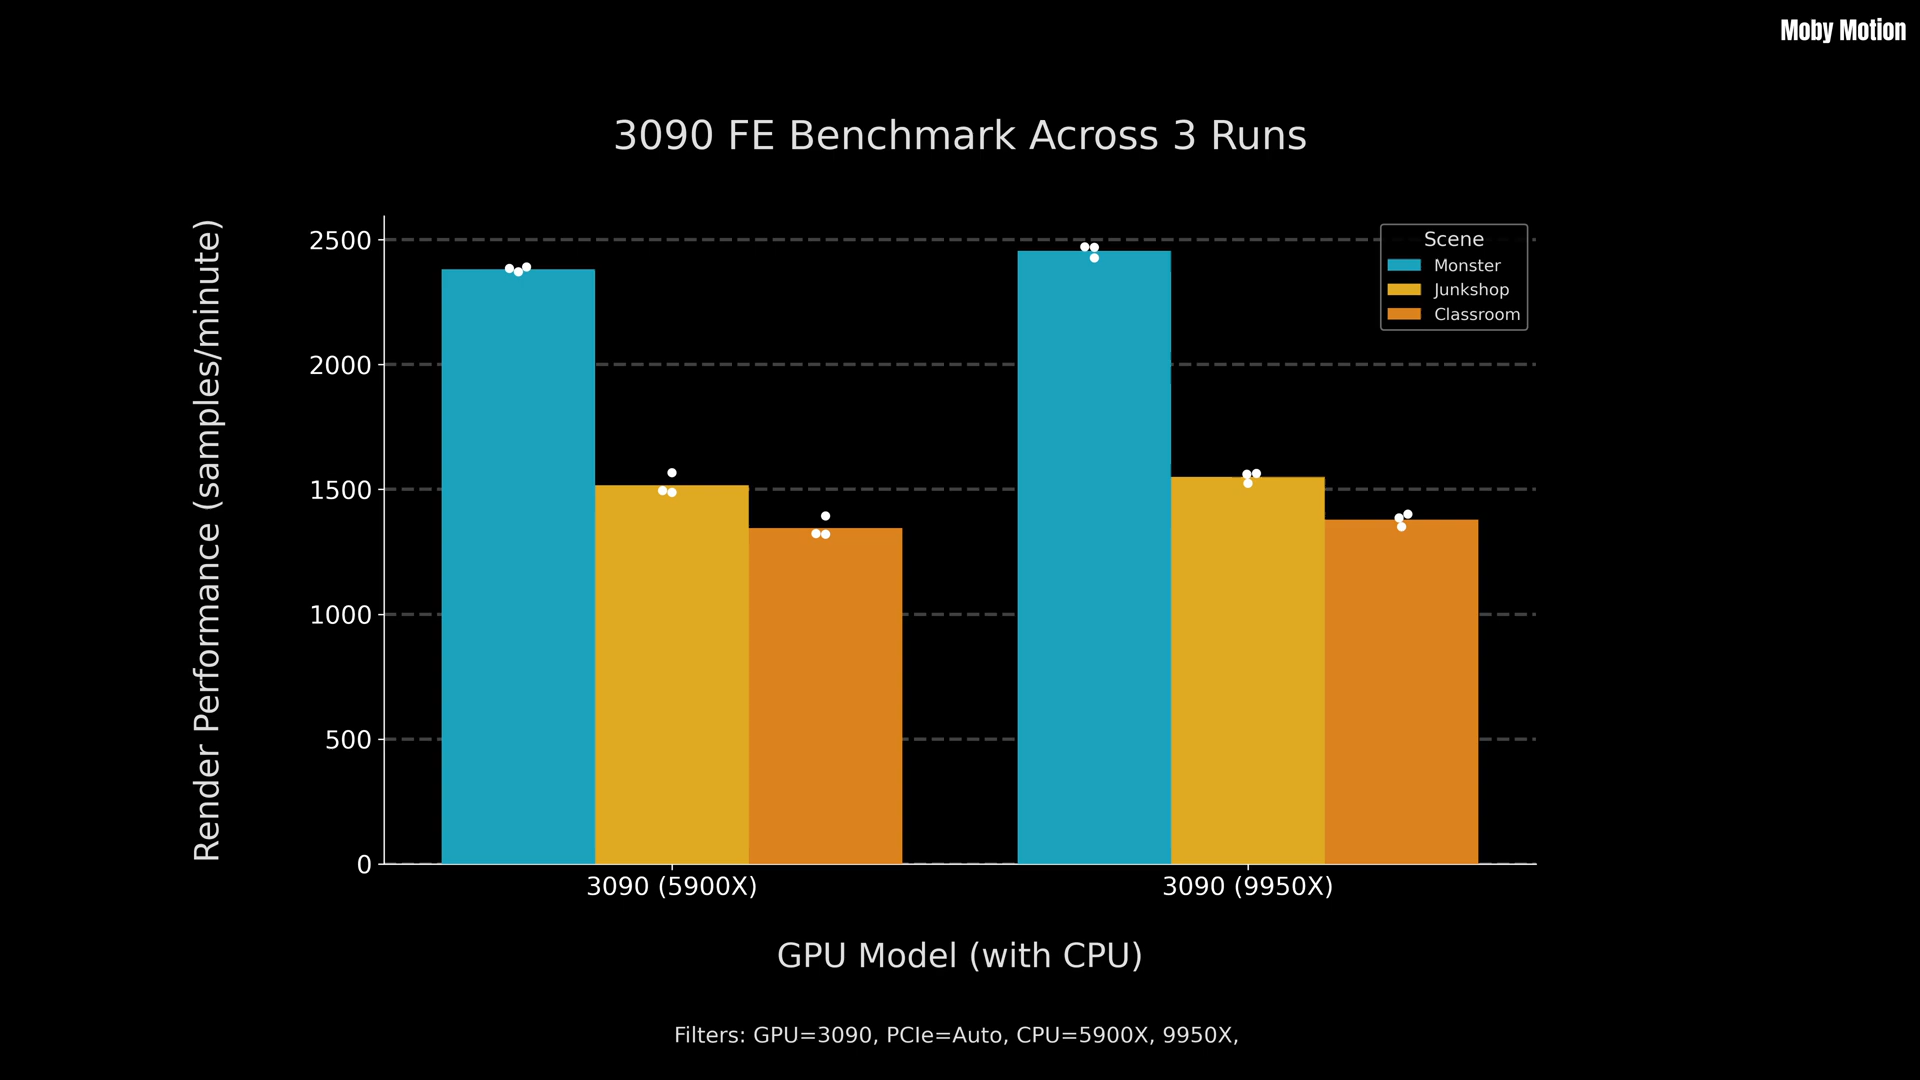 Moby Motion
3090 FE Benchmark Across 3 Runs
Render Performance (samples/minute)
2500
2000
1500
1000
500
0
Scene
Monster
Junkshop
Classroom
3090 (5900X)
3090 (9950X)
GPU Model (with CPU)
Filters: GPU=3090, PCIe=Auto, CPU=5900X, 9950X,